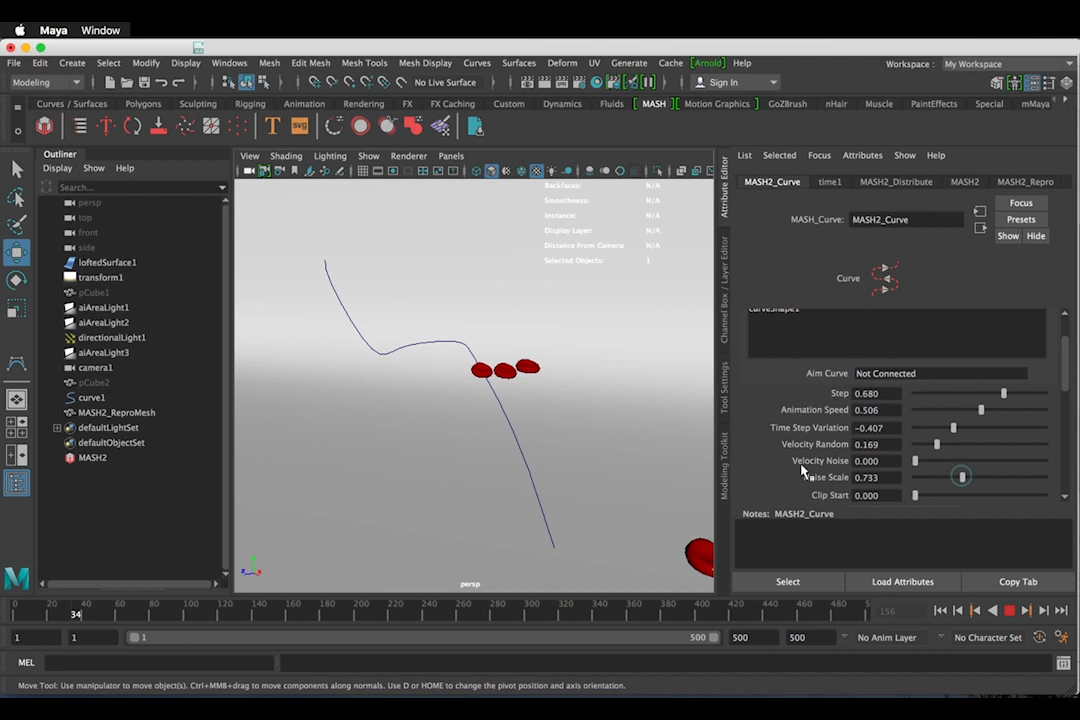 Maya Window
File Edit Create Select Modify Display Windows Mesh Edit Mesh Mesh Tools Mesh Display Curves Surfaces Deform UV Generate Cache [Arnold] Help Workspace : My Workspace
Modeling No Live Surface Sign In
Curves / Surfaces Polygons Sculpting Rigging Animation Rendering FX FX Caching Custom Dynamics Fluids MASH Motion Graphics GoZBrush nHair Muscle PaintEffects Special mMaya
T SVG
Outliner
Display Show Help
Search...
persp
top
front
side
loftedSurface1
transform1
pCube1
aiAreaLight1
aiAreaLight2
directionalLight1
aiAreaLight3
camera1
pCube2
curve1
MASH2_ReproMesh
defaultLightSet
defaultObjectSet
MASH2
View Shading Lighting Show Renderer Panels
Backfaces: N/A
Smoothness: N/A
Instance: N/A
Display Layer: N/A
Distance From Camera: N/A
Selected Objects: 1
persp
Attribute Editor
Channel Box / Layer Editor
Tool Settings
Modeling Toolkit
List Selected Focus Attributes Show Help
MASH2_Curve time1 MASH2_Distribute MASH2 MASH2_Repro
MASH_Curve: MASH2_Curve
Focus
Presets
Show Hide
Curve
curveShape1
Aim Curve Not Connected
Step 0.680
Animation Speed 0.506
Time Step Variation -0.407
Velocity Random 0.169
Velocity Noise 0.000
oise Scale 0.733
Clip Start 0.000
Notes: MASH2_Curve
Select Load Attributes Copy Tab
0 20 34 40 60 80 100 120 140 160 180 200 220 240 260 280 300 320 340 360 380 400 420 440 460 480 5
156
1 1 1 500 500 500 No Anim Layer No Character Set
MEL
Move Tool: Use manipulator to move object(s). Ctrl+MMB+drag to move components along normals. Use D or HOME to change the pivot position and axis orientation.